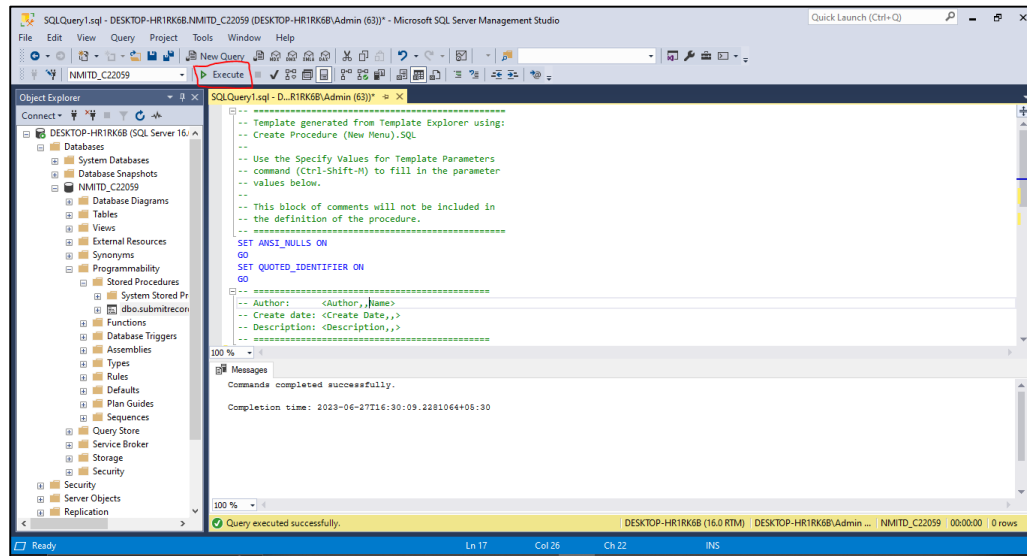 SQLQuery1.sql - DESKTOP-HR1RK6B.NMITD_C22059 (DESKTOP-HR1RK6B\Admin (63))* - Microsoft SQL Server Management Studio
Quick Launch (Ctrl+Q)
File Edit View Query Project Tools Window Help
New Query
NMITD_C22059
Execute
Object Explorer
Connect
DESKTOP-HR1RK6B (SQL Server 16.
Databases
System Databases
Database Snapshots
NMITD_C22059
Database Diagrams
Tables
Views
External Resources
Synonyms
Programmability
Stored Procedures
System Stored Pr
dbo.submitrecor
Functions
Database Triggers
Assemblies
Types
Rules
Defaults
Plan Guides
Sequences
Query Store
Service Broker
Storage
Security
Security
Server Objects
Replication
SQLQuery1.sql - D...R1RK6B\Admin (63))*
-- ================================================
-- Template generated from Template Explorer using:
-- Create Procedure (New Menu).SQL
--
-- Use the Specify Values for Template Parameters
-- command (Ctrl-Shift-M) to fill in the parameter
-- values below.
--
-- This block of comments will not be included in
-- the definition of the procedure.
-- ================================================
SET ANSI_NULLS ON
GO
SET QUOTED_IDENTIFIER ON
GO
-- =============================================
-- Author: <Author,,Name>
-- Create date: <Create Date,,>
-- Description: <Description,,>
-- =============================================
100 %
Messages
Commands completed successfully.
Completion time: 2023-06-27T16:30:09.2281064+05:30
100 %
Query executed successfully.
DESKTOP-HR1RK6B (16.0 RTM) DESKTOP-HR1RK6B\Admin ... NMITD_C22059 00:00:00 0 rows
Ready
Ln 17 Col 26 Ch 22 INS